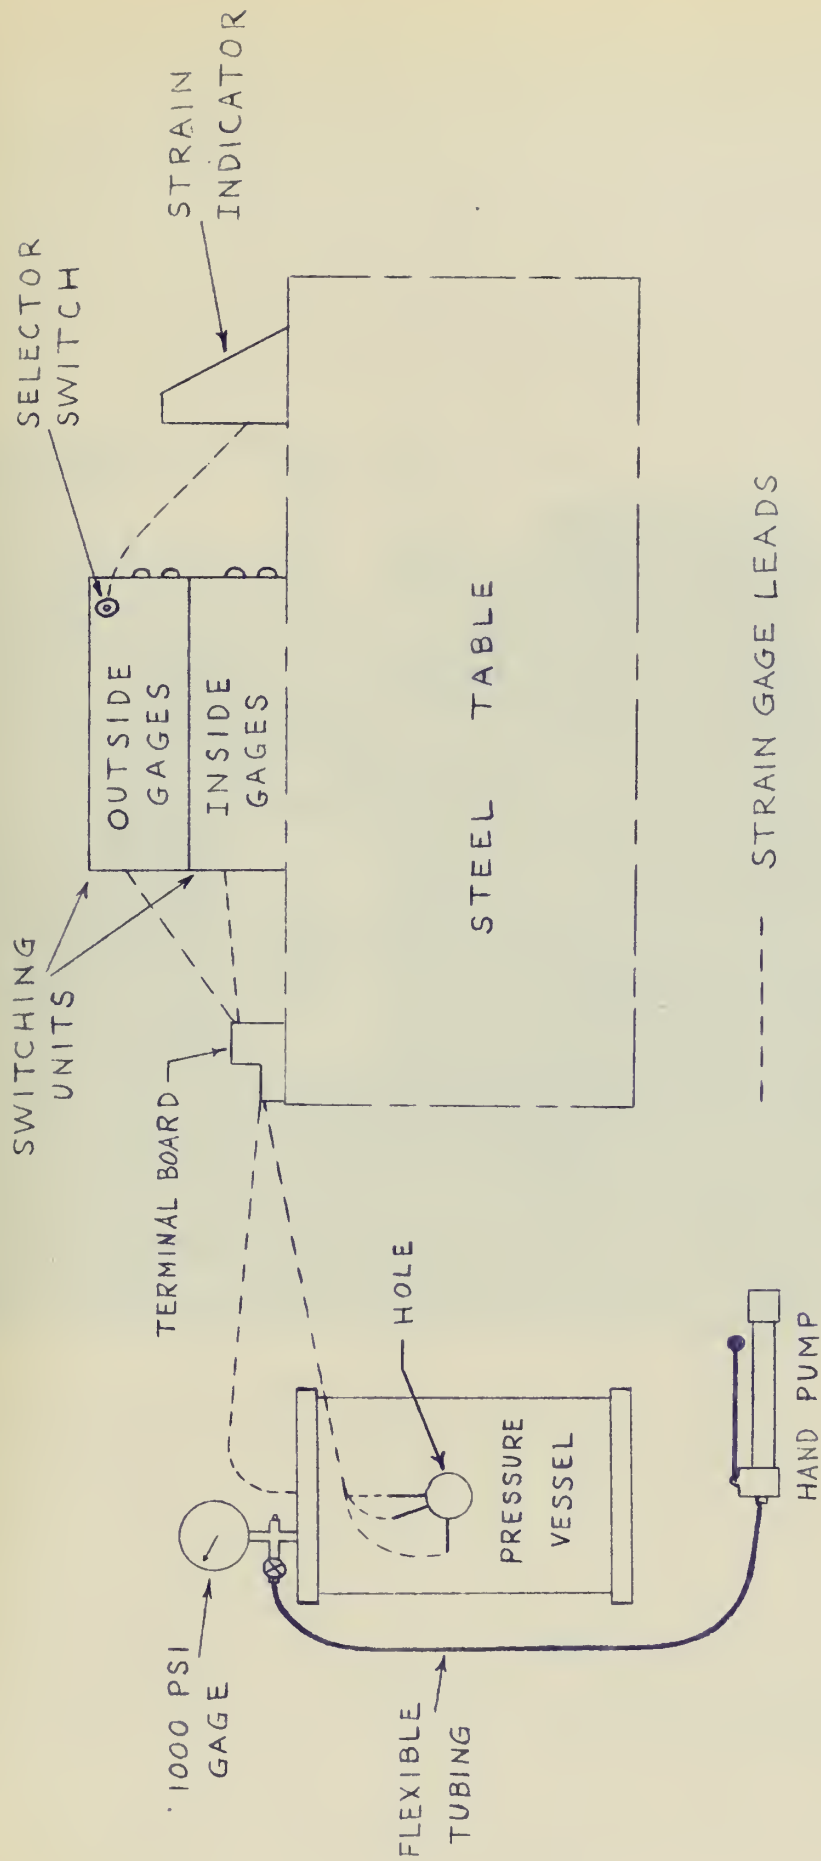 SWITCHING
UNITS
SELECTOR
SWITCH
STRAIN
INDICATOR
OUTSIDE
GAGES
INSIDE
GAGES
TERMINAL BOARD
1000 PSI
GAGE
HOLE
PRESSURE
VESSEL
STEEL TABLE
FLEXIBLE
TUBING
HAND PUMP
STRAIN GAGE LEADS